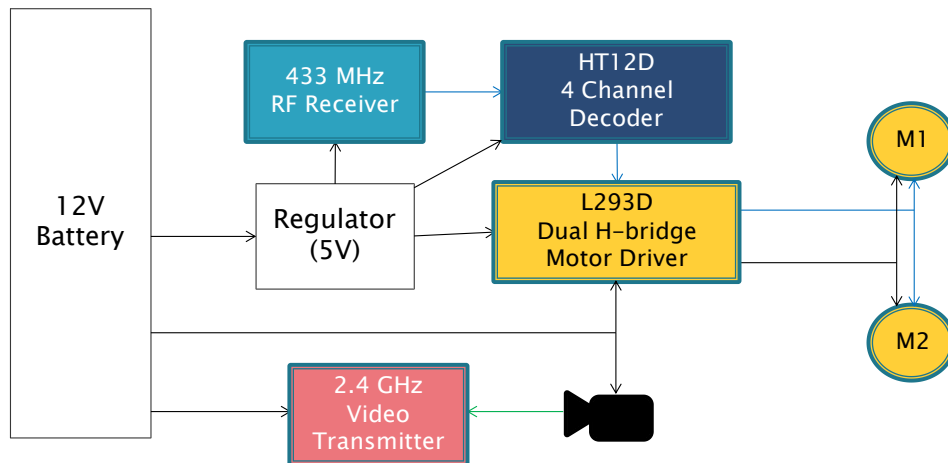 12V
Battery
433 MHz
RF Receiver
HT12D
4 Channel
Decoder
M1
Regulator
(5V)
L293D
Dual H-bridge
Motor Driver
M2
2.4 GHz
Video
Transmitter